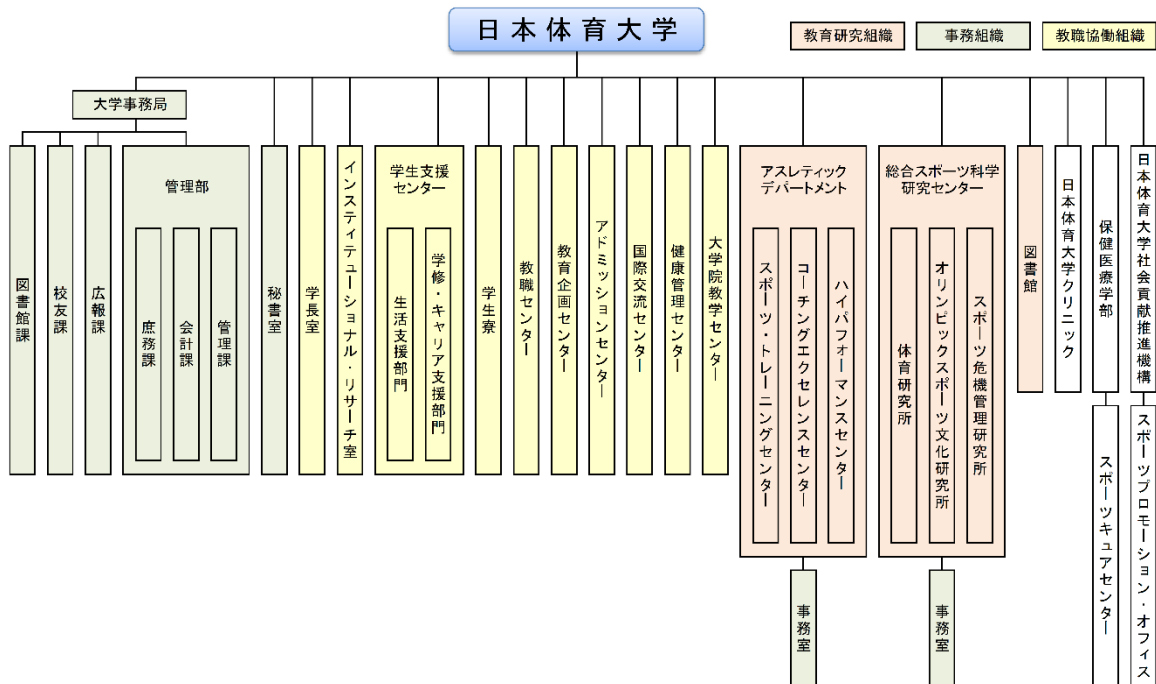 日本体育大学
教育研究組織
事務組織
教職協働組織
大学事務局
図書館課
校友課
広報課
管理部
庶務課
会計課
管理課
秘書室
学長室
インスティテューショナル・リサーチ室
学生支援
センター
生活支援部門
学修・キャリア支援部門
学生寮
教職センター
教育企画センター
アドミッションセンター
国際交流センター
健康管理センター
大学院教学センター
アスレティック
デパートメント
スポーツ・トレーニングセンター
コーチングエクセレンスセンター
ハイパフォーマンスセンター
事務室
総合スポーツ科学
研究センター
体育研究所
オリンピックスポーツ文化研究所
スポーツ危機管理研究所
事務室
図書館
日本体育大学クリニック
保健医療学部
スポーツキュアセンター
日本体育大学社会貢献推進機構
スポーツプロモーション・オフィス